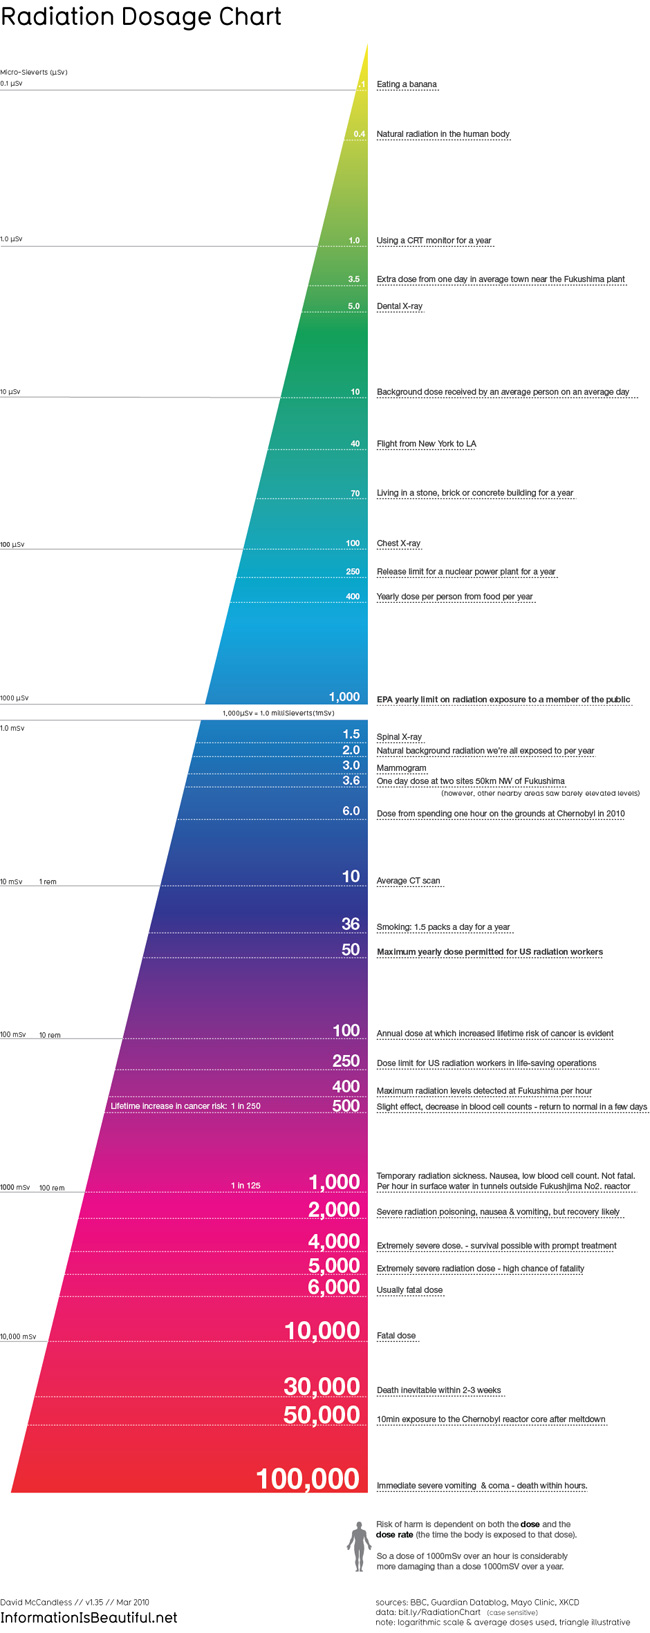 Radiation Dosage Chart
Micro-Sieverts (µSv)
0.1 µSv
.1 Eating a banana
0.4 Natural radiation in the human body
1.0 µSv
1.0 Using a CRT monitor for a year
3.5 Extra dose from one day in average town near the Fukushima plant
5.0 Dental X-ray
10 µSv
10 Background dose received by an average person on an average day
40 Flight from New York to LA
70 Living in a stone, brick or concrete building for a year
100 µSv
100 Chest X-ray
250 Release limit for a nuclear power plant for a year
400 Yearly dose per person from food per year
1000 µSv
1,000 EPA yearly limit on radiation exposure to a member of the public
1,000µSv = 1.0 milliSieverts(1mSv)
1.0 mSv
1.5 Spinal X-ray
2.0 Natural background radiation we're all exposed to per year
3.0 Mammogram
3.6 One day dose at two sites 50km NW of Fukushima
(however, other nearby areas saw barely elevated levels)
6.0 Dose from spending one hour on the grounds at Chernobyl in 2010
10 mSv 1 rem
10 Average CT scan
36 Smoking: 1.5 packs a day for a year
50 Maximum yearly dose permitted for US radiation workers
100 mSv 10 rem
100 Annual dose at which increased lifetime risk of cancer is evident
250 Dose limit for US radiation workers in life-saving operations
400 Maximum radiation levels detected at Fukushima per hour
Lifetime increase in cancer risk: 1 in 250 500 Slight effect, decrease in blood cell counts - return to normal in a few days
1000 mSv 100 rem
1 in 125 1,000 Temporary radiation sickness. Nausea, low blood cell count. Not fatal.
Per hour in surface water in tunnels outside Fukushjima No2. reactor
2,000 Severe radiation poisoning, nausea & vomiting, but recovery likely
4,000 Extremely severe dose. - survival possible with prompt treatment
5,000 Extremely severe radiation dose - high chance of fatality
6,000 Usually fatal dose
10,000 mSv
10,000 Fatal dose
30,000 Death inevitable within 2-3 weeks
50,000 10min exposure to the Chernobyl reactor core after meltdown
100,000 Immediate severe vomiting & coma - death within hours.
Risk of harm is dependent on both the dose and the
dose rate (the time the body is exposed to that dose).
So a dose of 1000mSv over an hour is considerably
more damaging than a dose 1000mSV over a year.
David McCandless // v1.35 // Mar 2010
InformationIsBeautiful.net
sources: BBC, Guardian Datablog, Mayo Clinic, XKCD
data: bit.ly/RadiationChart (case sensitive)
note: logarithmic scale & average doses used, triangle illustrative